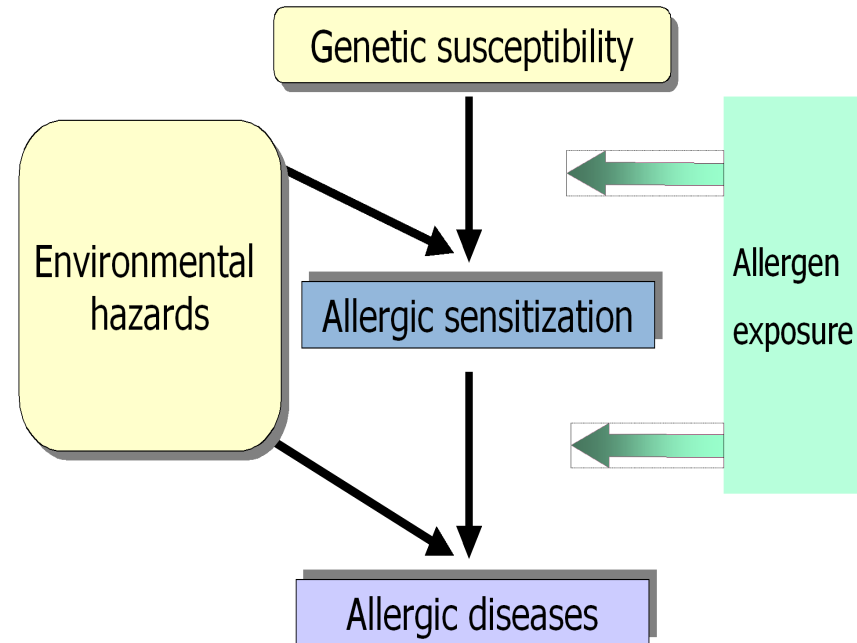 Genetic susceptibility
Environmental
hazards
Allergic sensitization
Allergen
exposure
Allergic diseases